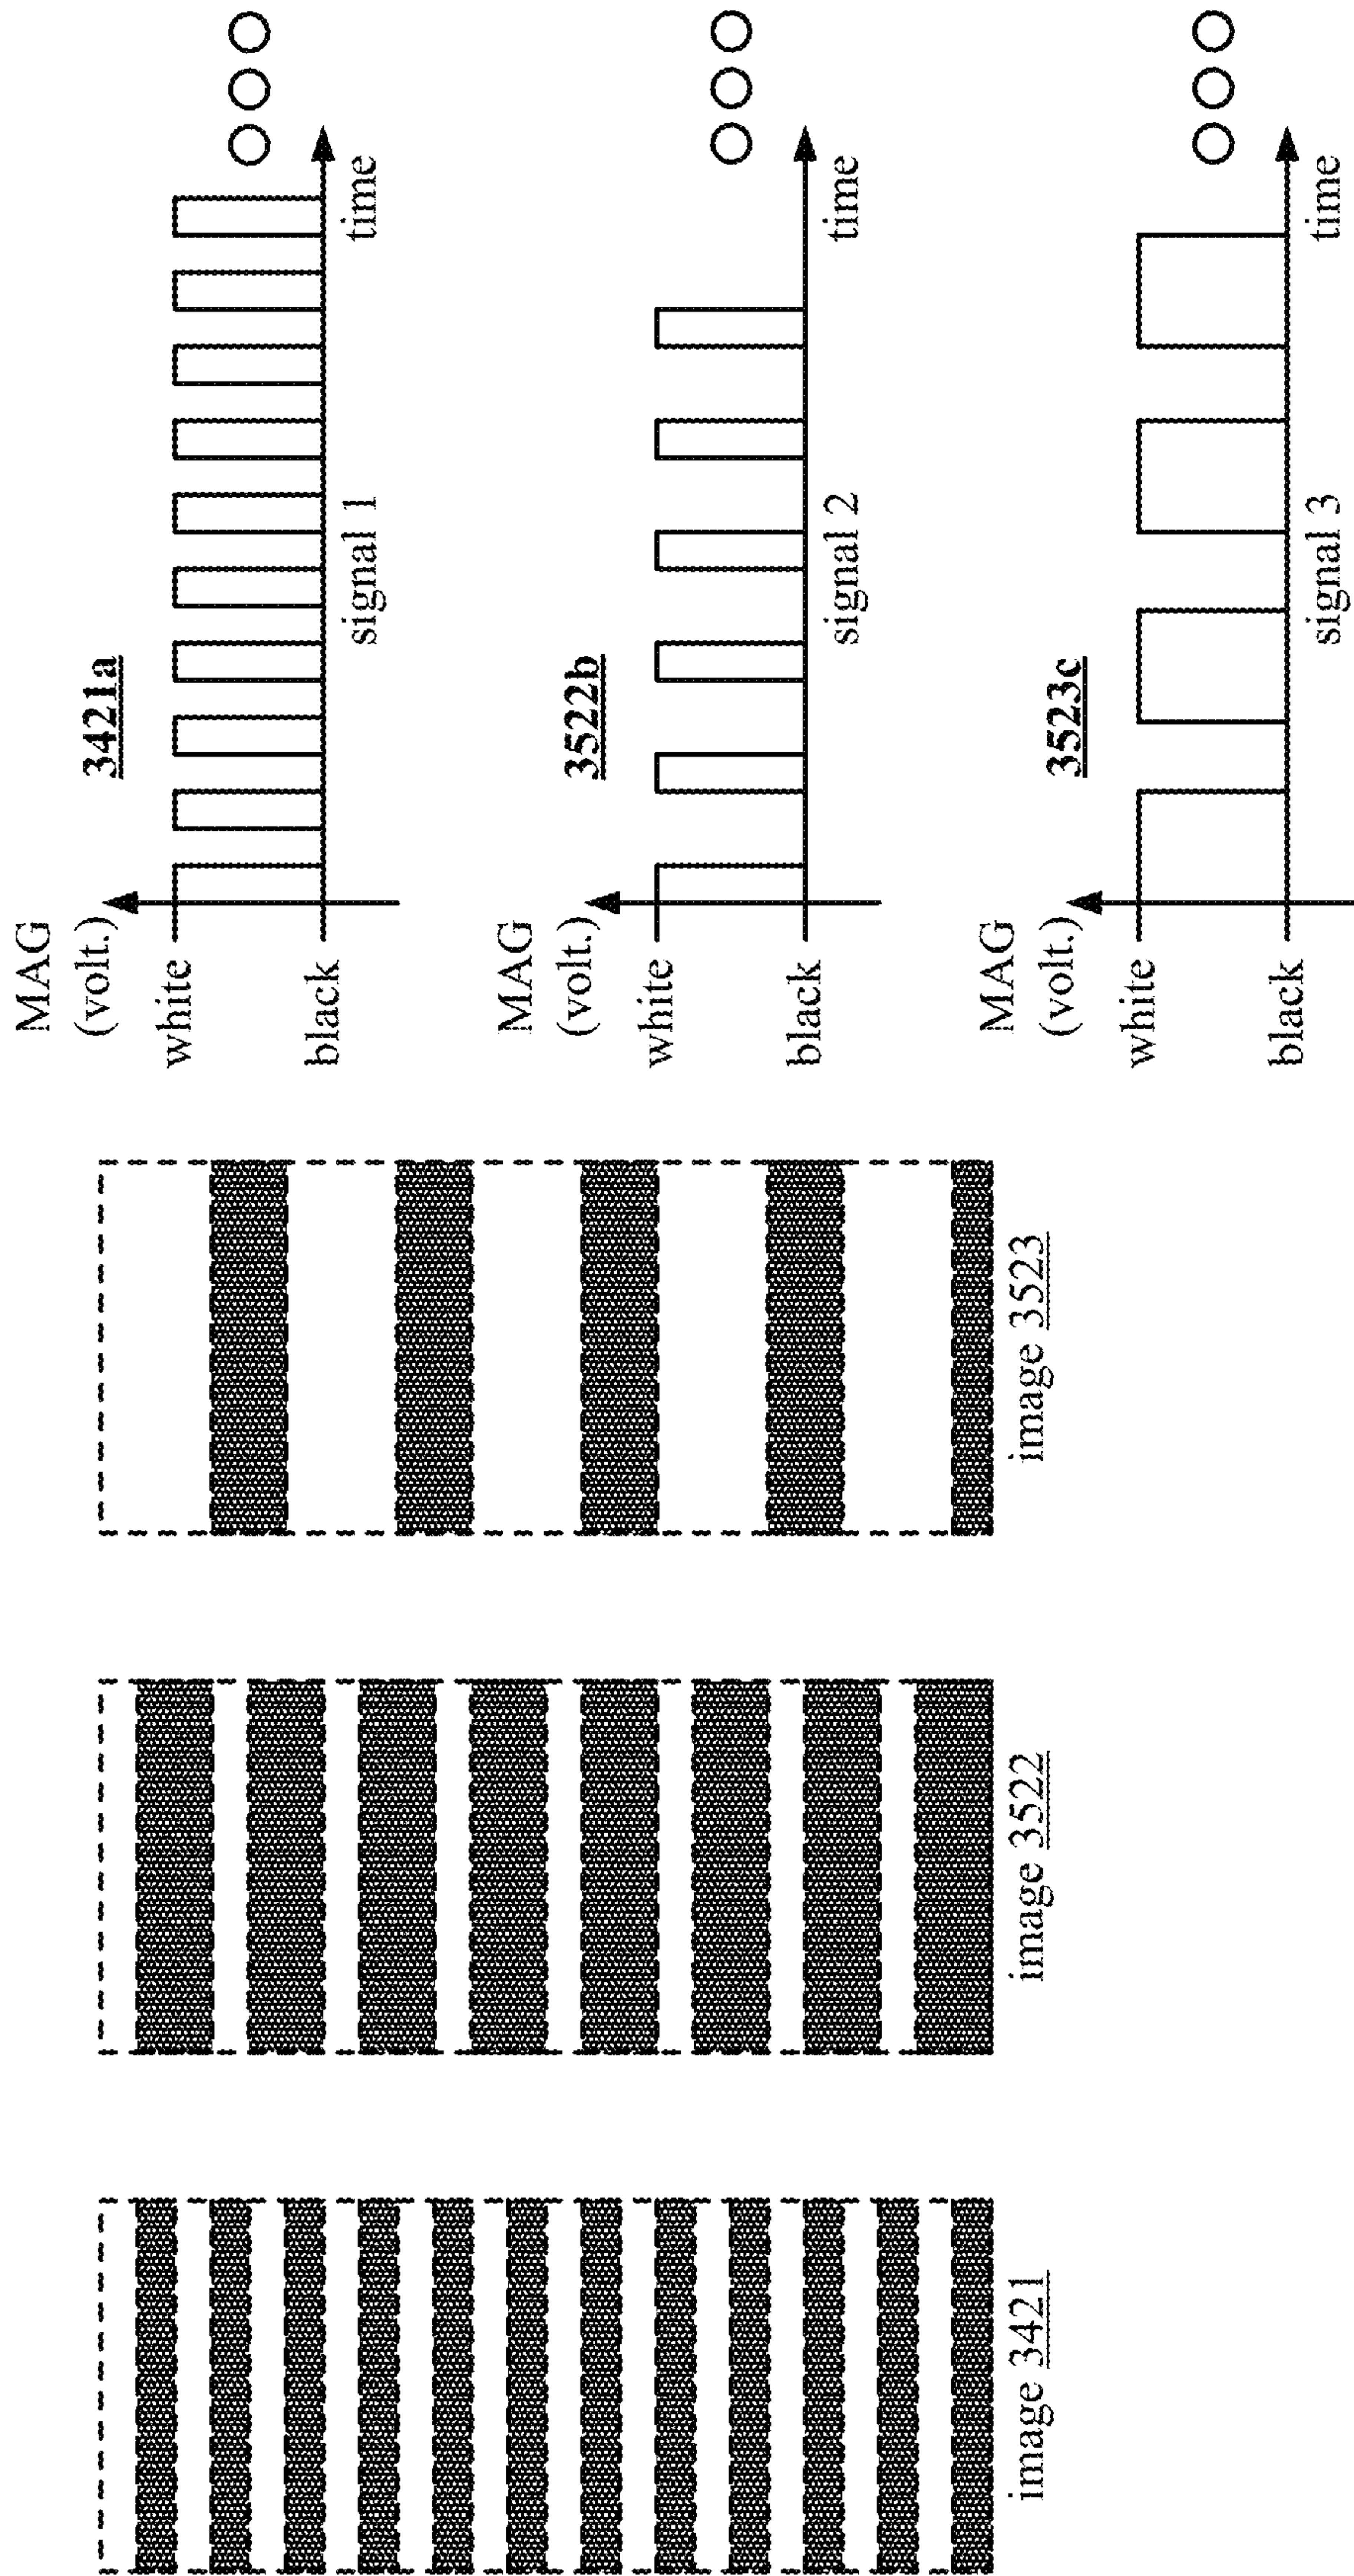 MAG
(volt.)
white
black
3421a
signal 1
time
MAG
(volt.)
white
black
3522b
signal 2
time
MAG
(volt.)
white
black
3523c
signal 3
time
image 3421
image 3522
image 3523